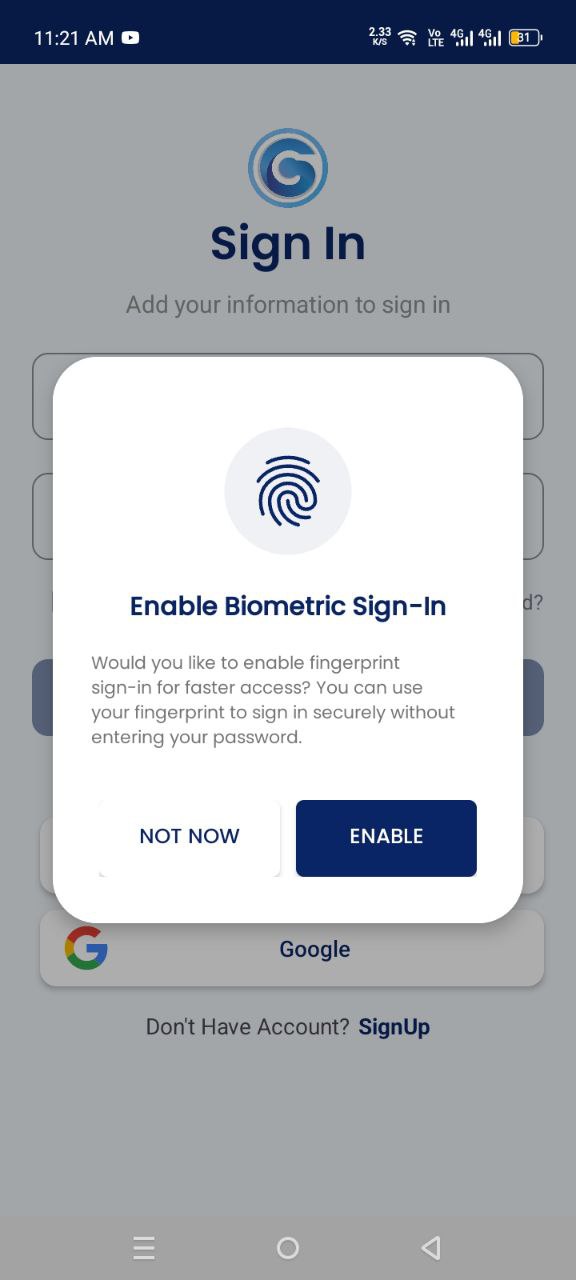 11:21 AM
2.33 K/S
Vo LTE
4G
4G
31
Sign In
Add your information to sign in
d?
Enable Biometric Sign-In
Would you like to enable fingerprint
sign-in for faster access? You can use
your fingerprint to sign in securely without
entering your password.
NOT NOW
ENABLE
Google
Don't Have Account? SignUp